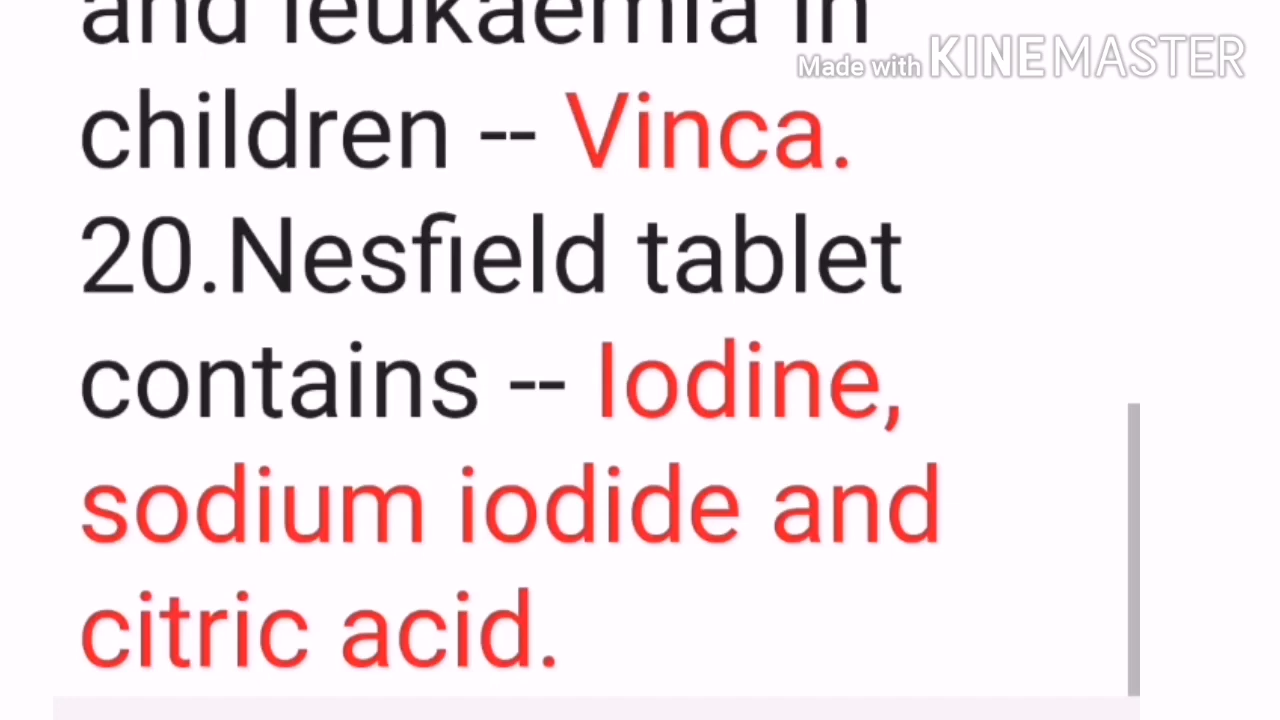 and leukaemia in
Made with KINEMASTER
children -- Vinca.
20.Nesfield tablet
contains -- Iodine,
sodium iodide and
citric acid.